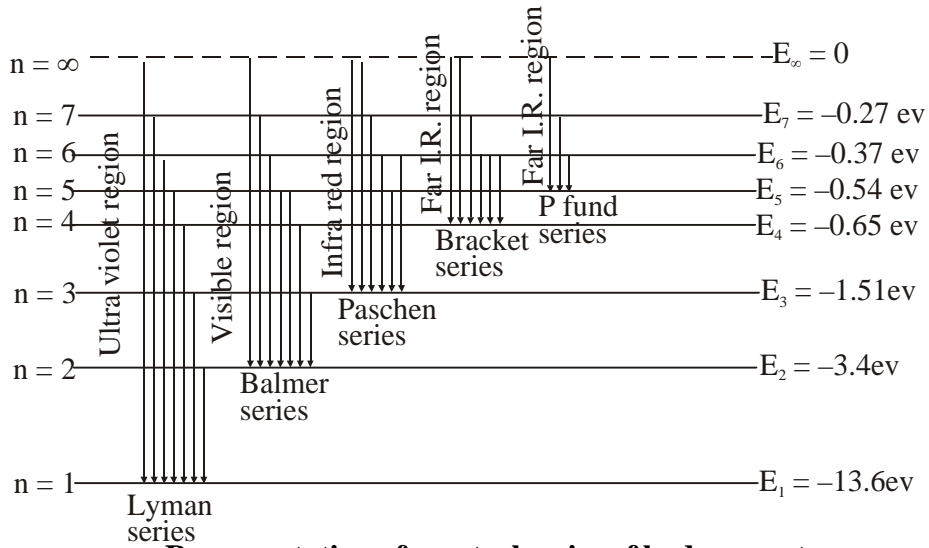 n = ∞
E∞ = 0
n = 7
E7 = –0.27 ev
n = 6
E6 = –0.37 ev
n = 5
E5 = –0.54 ev
n = 4
E4 = –0.65 ev
n = 3
E3 = –1.51ev
n = 2
E2 = –3.4ev
n = 1
E1 = –13.6ev
Ultra violet region
Visible region
Infra red region
Far I.R. region
Far I.R. region
Lyman
series
Balmer
series
Paschen
series
Bracket
series
P fund
series